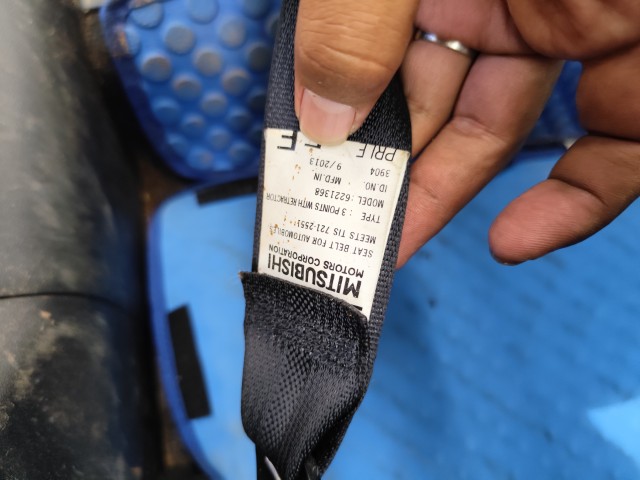 MITSUBISHI
MOTORS CORPORATION
SEAT BELT FOR AUTOMOBILE
MEETS TIS 721-2551
TYPE : 3 POINTS WITH RETRACTOR
MODEL : 6221368
ID.NO. MFD.IN.
3904 9/2013
PRLE